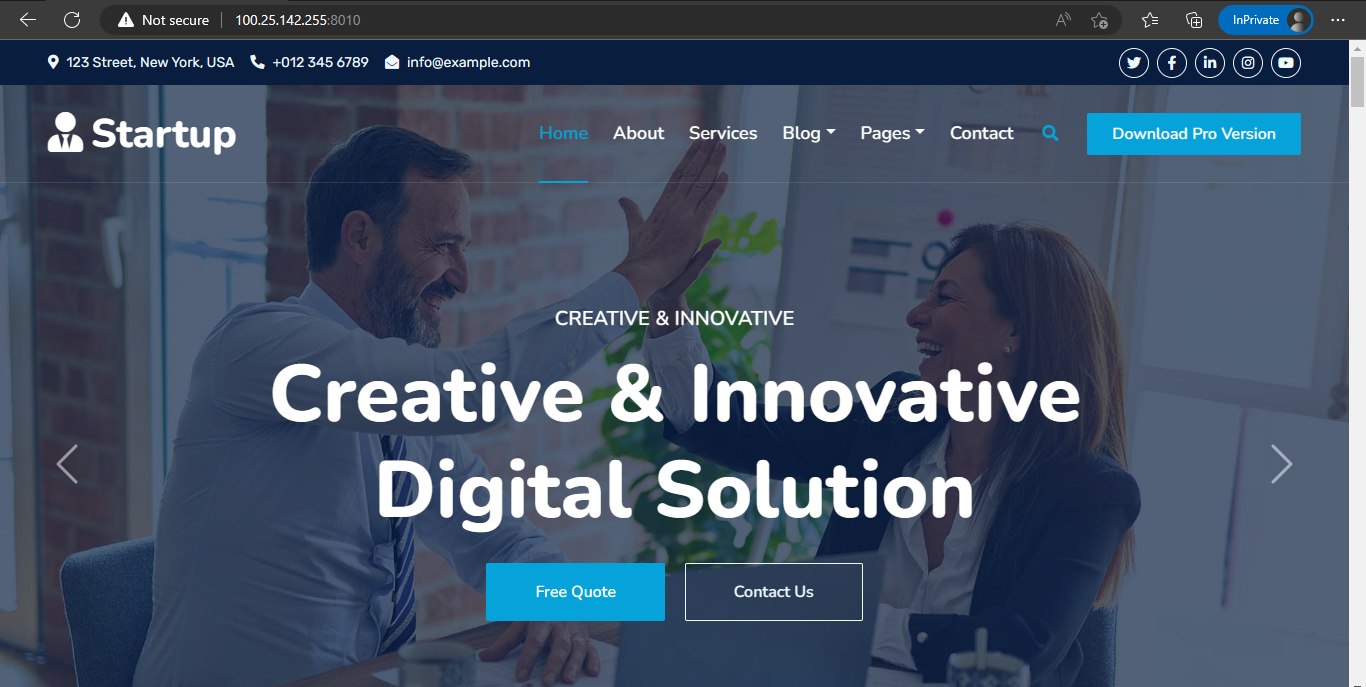 Not secure
100.25.142.255:8010
InPrivate
123 Street, New York, USA
+012 345 6789
info@example.com
Startup
Home
About
Services
Blog
Pages
Contact
Download Pro Version
CREATIVE & INNOVATIVE
Creative & Innovative
Digital Solution
Free Quote
Contact Us